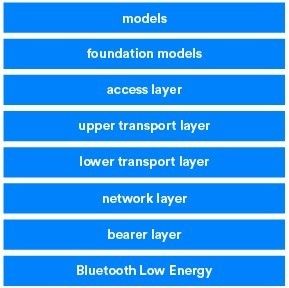 models
foundation models
access layer
upper transport layer
lower transport layer
network layer
bearer layer
Bluetooth Low Energy